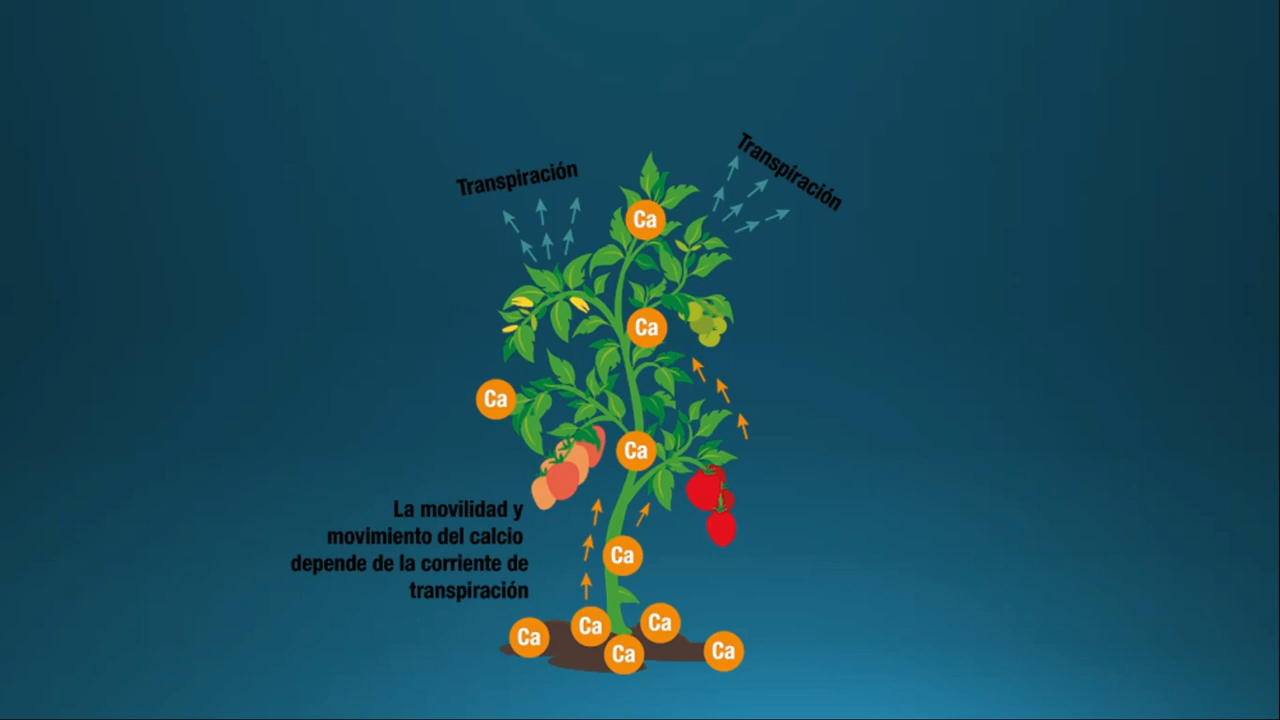 Transpiración
Transpiración
Ca
Ca
Ca
Ca
La movilidad y
movimiento del calcio
depende de la corriente de
transpiración
Ca
Ca
Ca
Ca
Ca
Ca